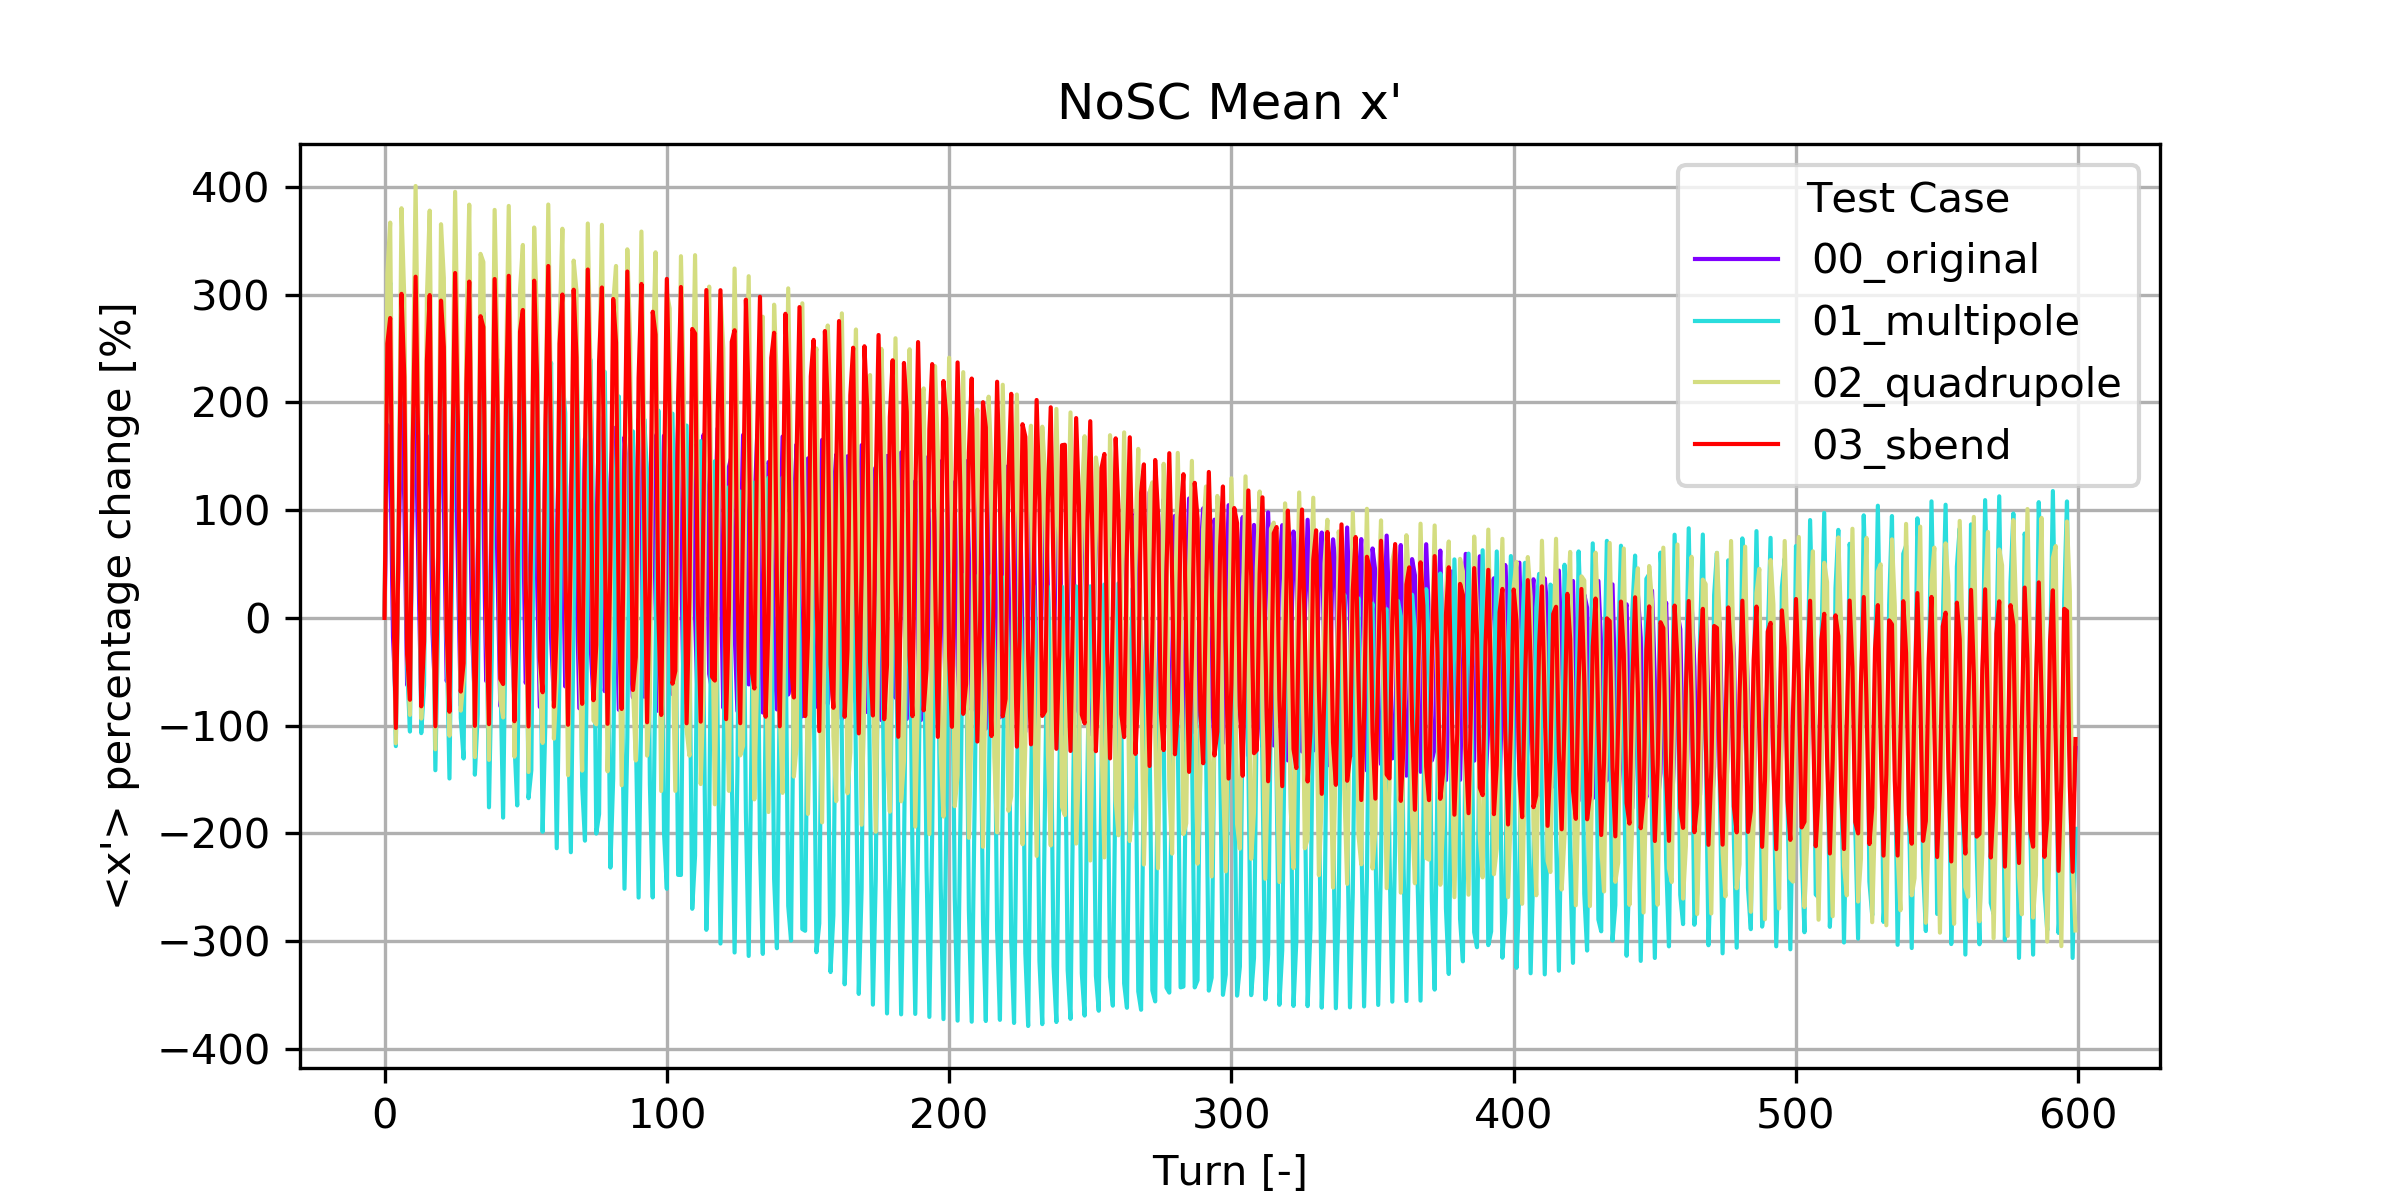 NoSC Mean x'
<x'> percentage change [%]
400
300
200
100
0
−100
−200
−300
−400
Test Case
00_original
01_multipole
02_quadrupole
03_sbend
0 100 200 300 400 500 600
Turn [-]